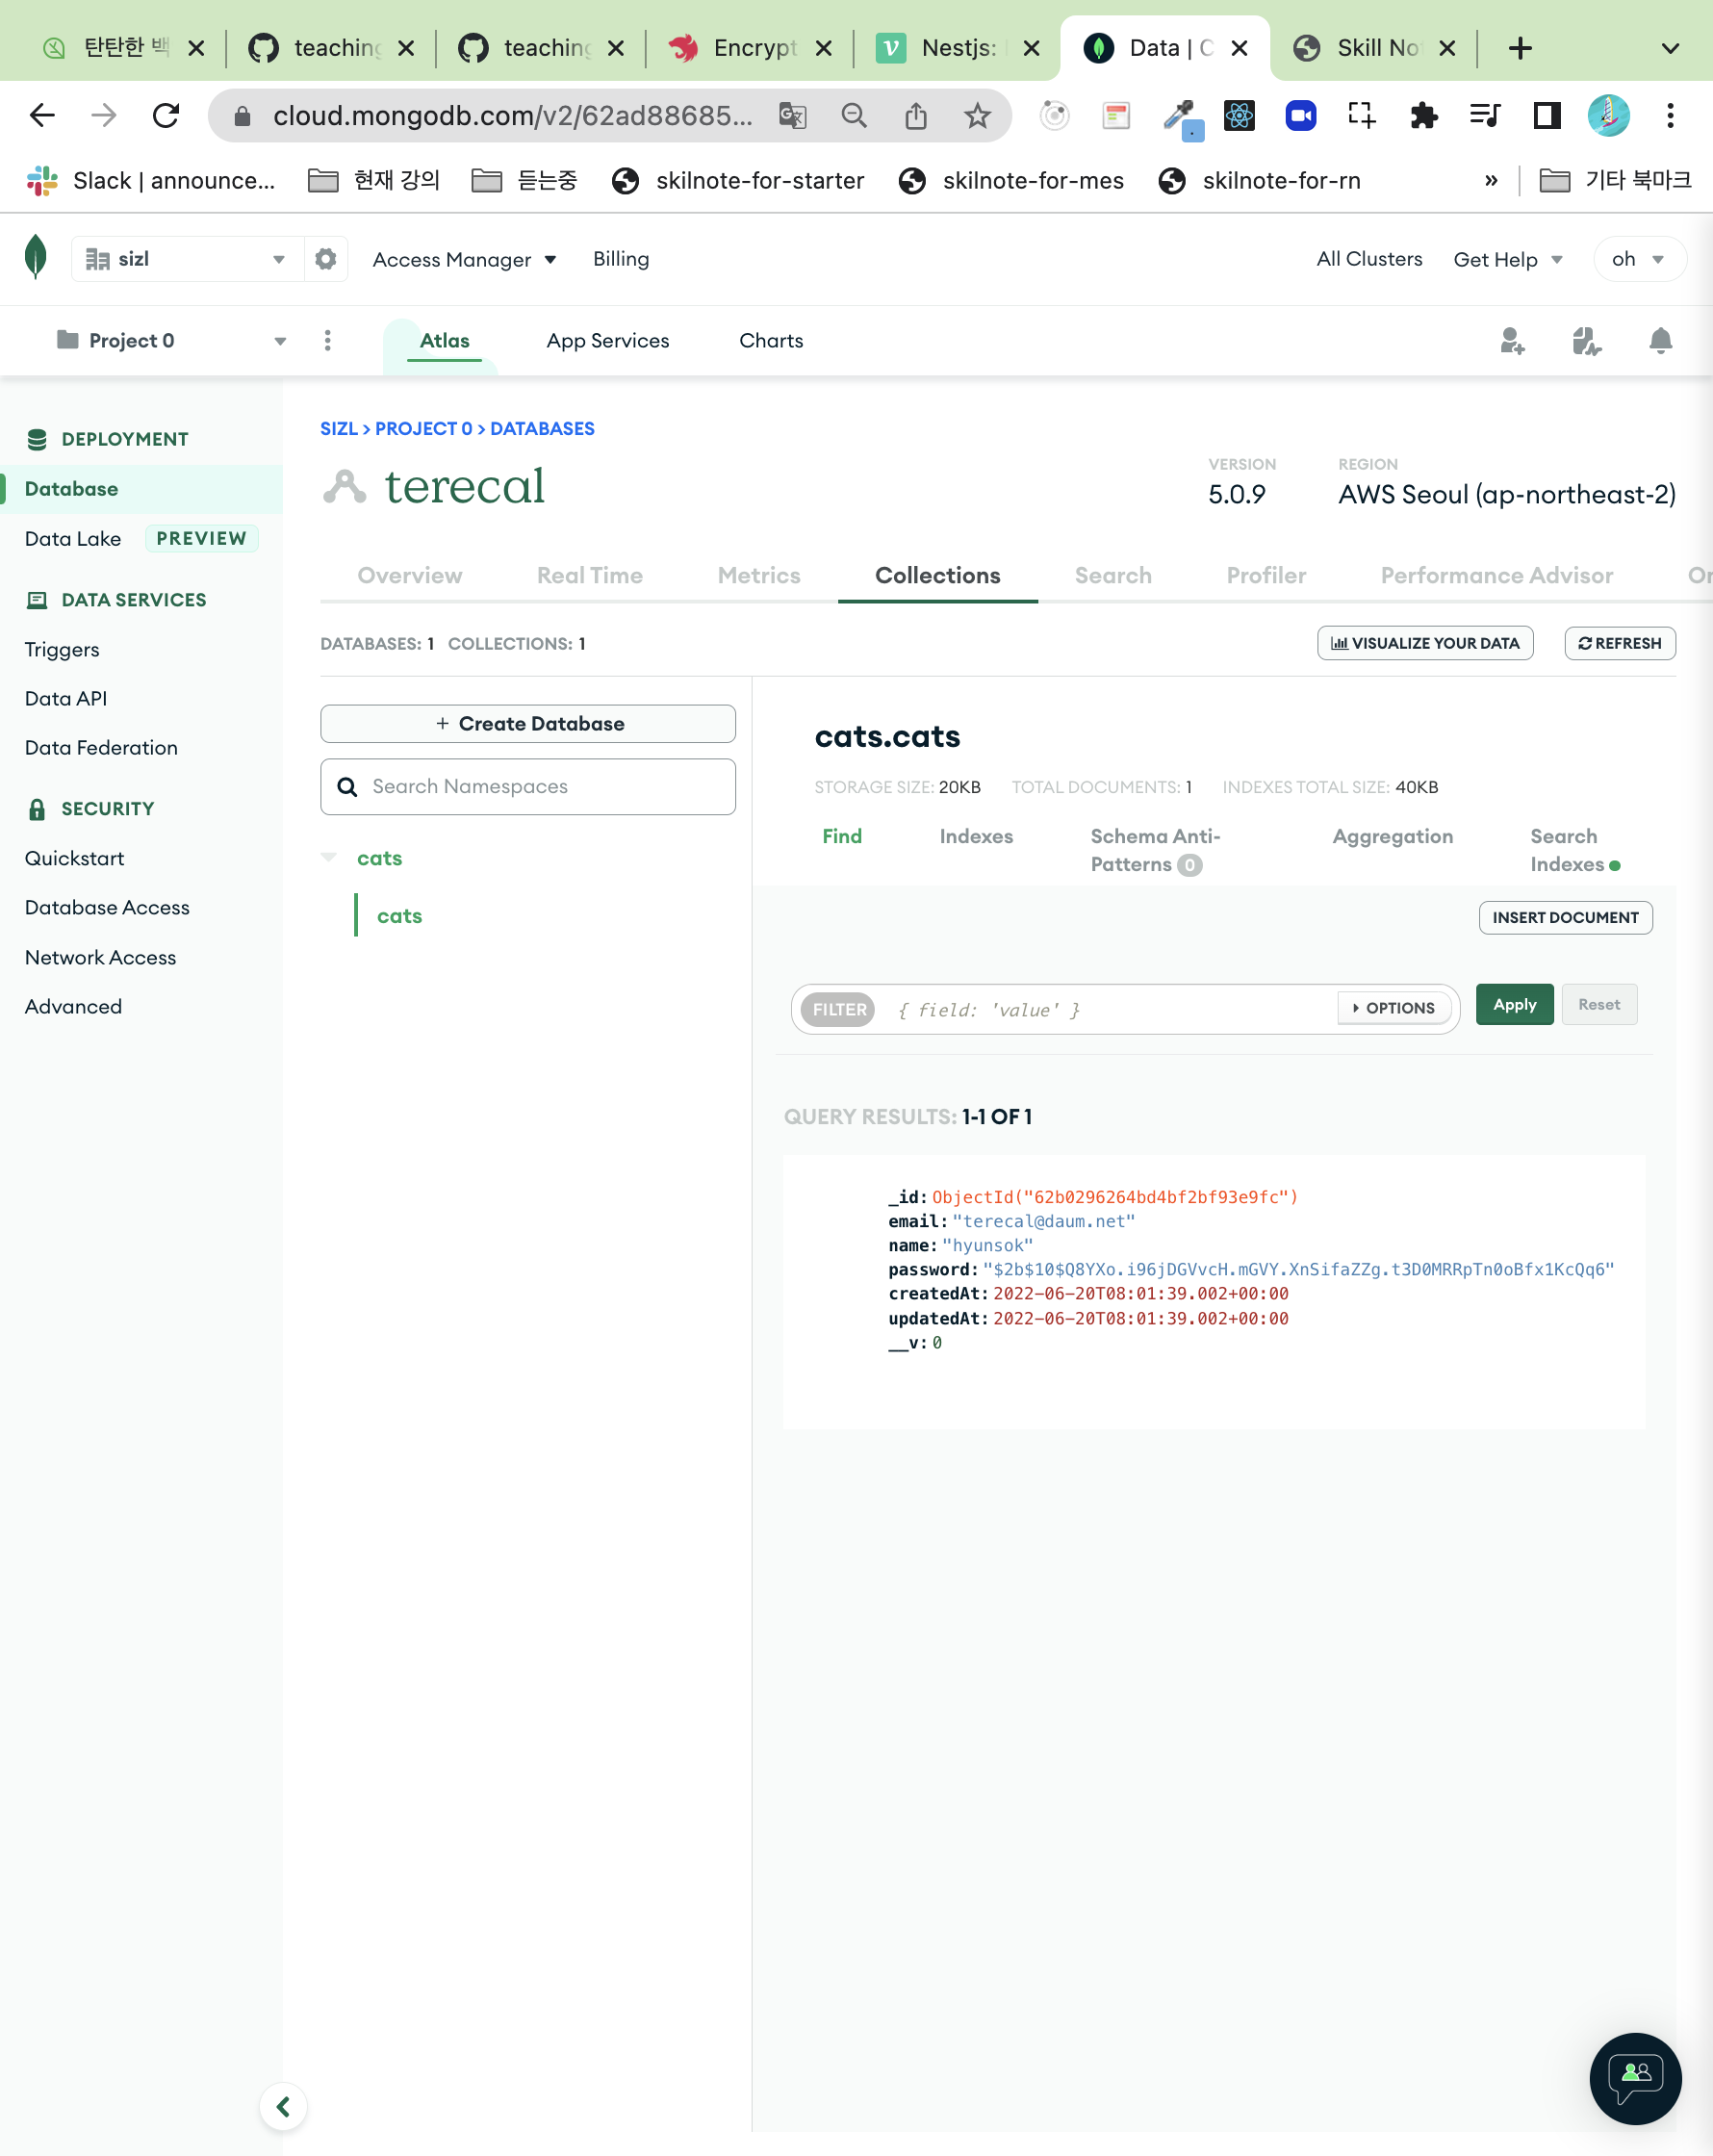 탄탄한 백
teaching
teaching
Encrypt
Nestjs:
Data | C
Skill No
cloud.mongodb.com/v2/62ad88685...
Slack | announce...
현재 강의
듣는중
skilnote-for-starter
skilnote-for-mes
skilnote-for-rn
»
기타 북마크
sizl
Access Manager
Billing
All Clusters
Get Help
oh
Project 0
Atlas
App Services
Charts
DEPLOYMENT
Database
Data Lake PREVIEW
DATA SERVICES
Triggers
Data API
Data Federation
SECURITY
Quickstart
Database Access
Network Access
Advanced
SIZL > PROJECT 0 > DATABASES
terecal
VERSION
5.0.9
REGION
AWS Seoul (ap-northeast-2)
Overview
Real Time
Metrics
Collections
Search
Profiler
Performance Advisor
On
DATABASES: 1 COLLECTIONS: 1
VISUALIZE YOUR DATA
REFRESH
+ Create Database
Search Namespaces
cats
cats
cats.cats
STORAGE SIZE: 20KB TOTAL DOCUMENTS: 1 INDEXES TOTAL SIZE: 40KB
Find
Indexes
Schema Anti-
Patterns 0
Aggregation
Search
Indexes
INSERT DOCUMENT
FILTER { field: 'value' }
OPTIONS
Apply
Reset
QUERY RESULTS: 1-1 OF 1
_id: ObjectId("62b0296264bd4bf2bf93e9fc")
email: "terecal@daum.net"
name: "hyunsok"
password: "$2b$10$Q8YXo.i96jDGVvcH.mGVY.XnSifaZZg.t3D0MRRpTn0oBfx1KcQq6"
createdAt: 2022-06-20T08:01:39.002+00:00
updatedAt: 2022-06-20T08:01:39.002+00:00
__v: 0